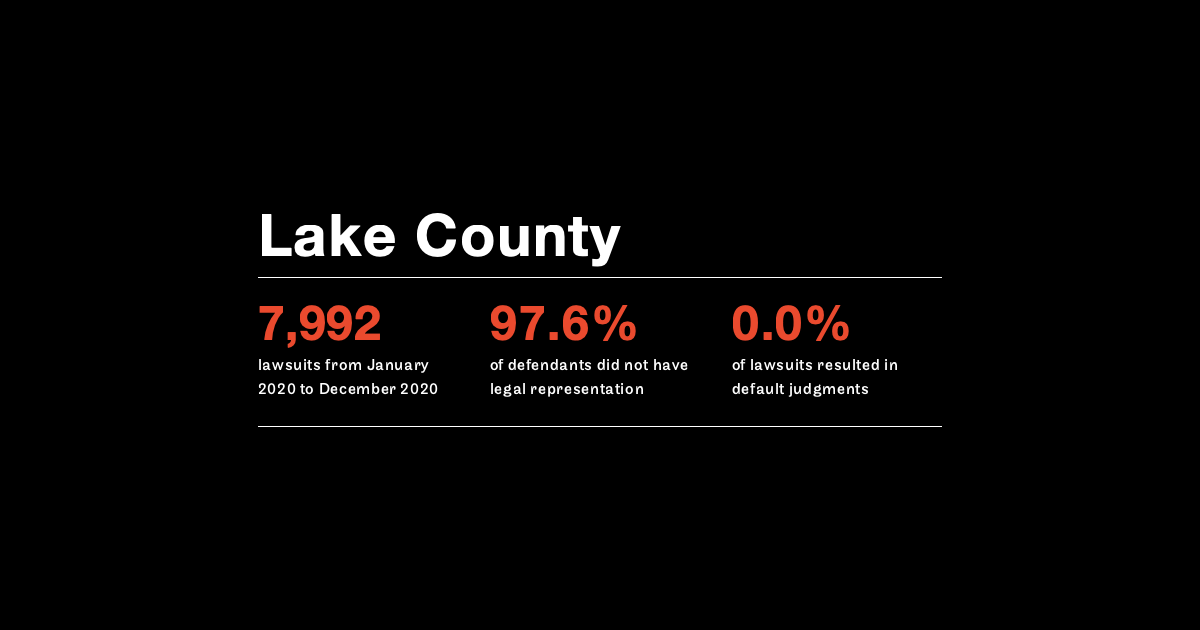 Lake County
7,992
lawsuits from January
2020 to December 2020
97.6%
of defendants did not have
legal representation
0.0%
of lawsuits resulted in
default judgments